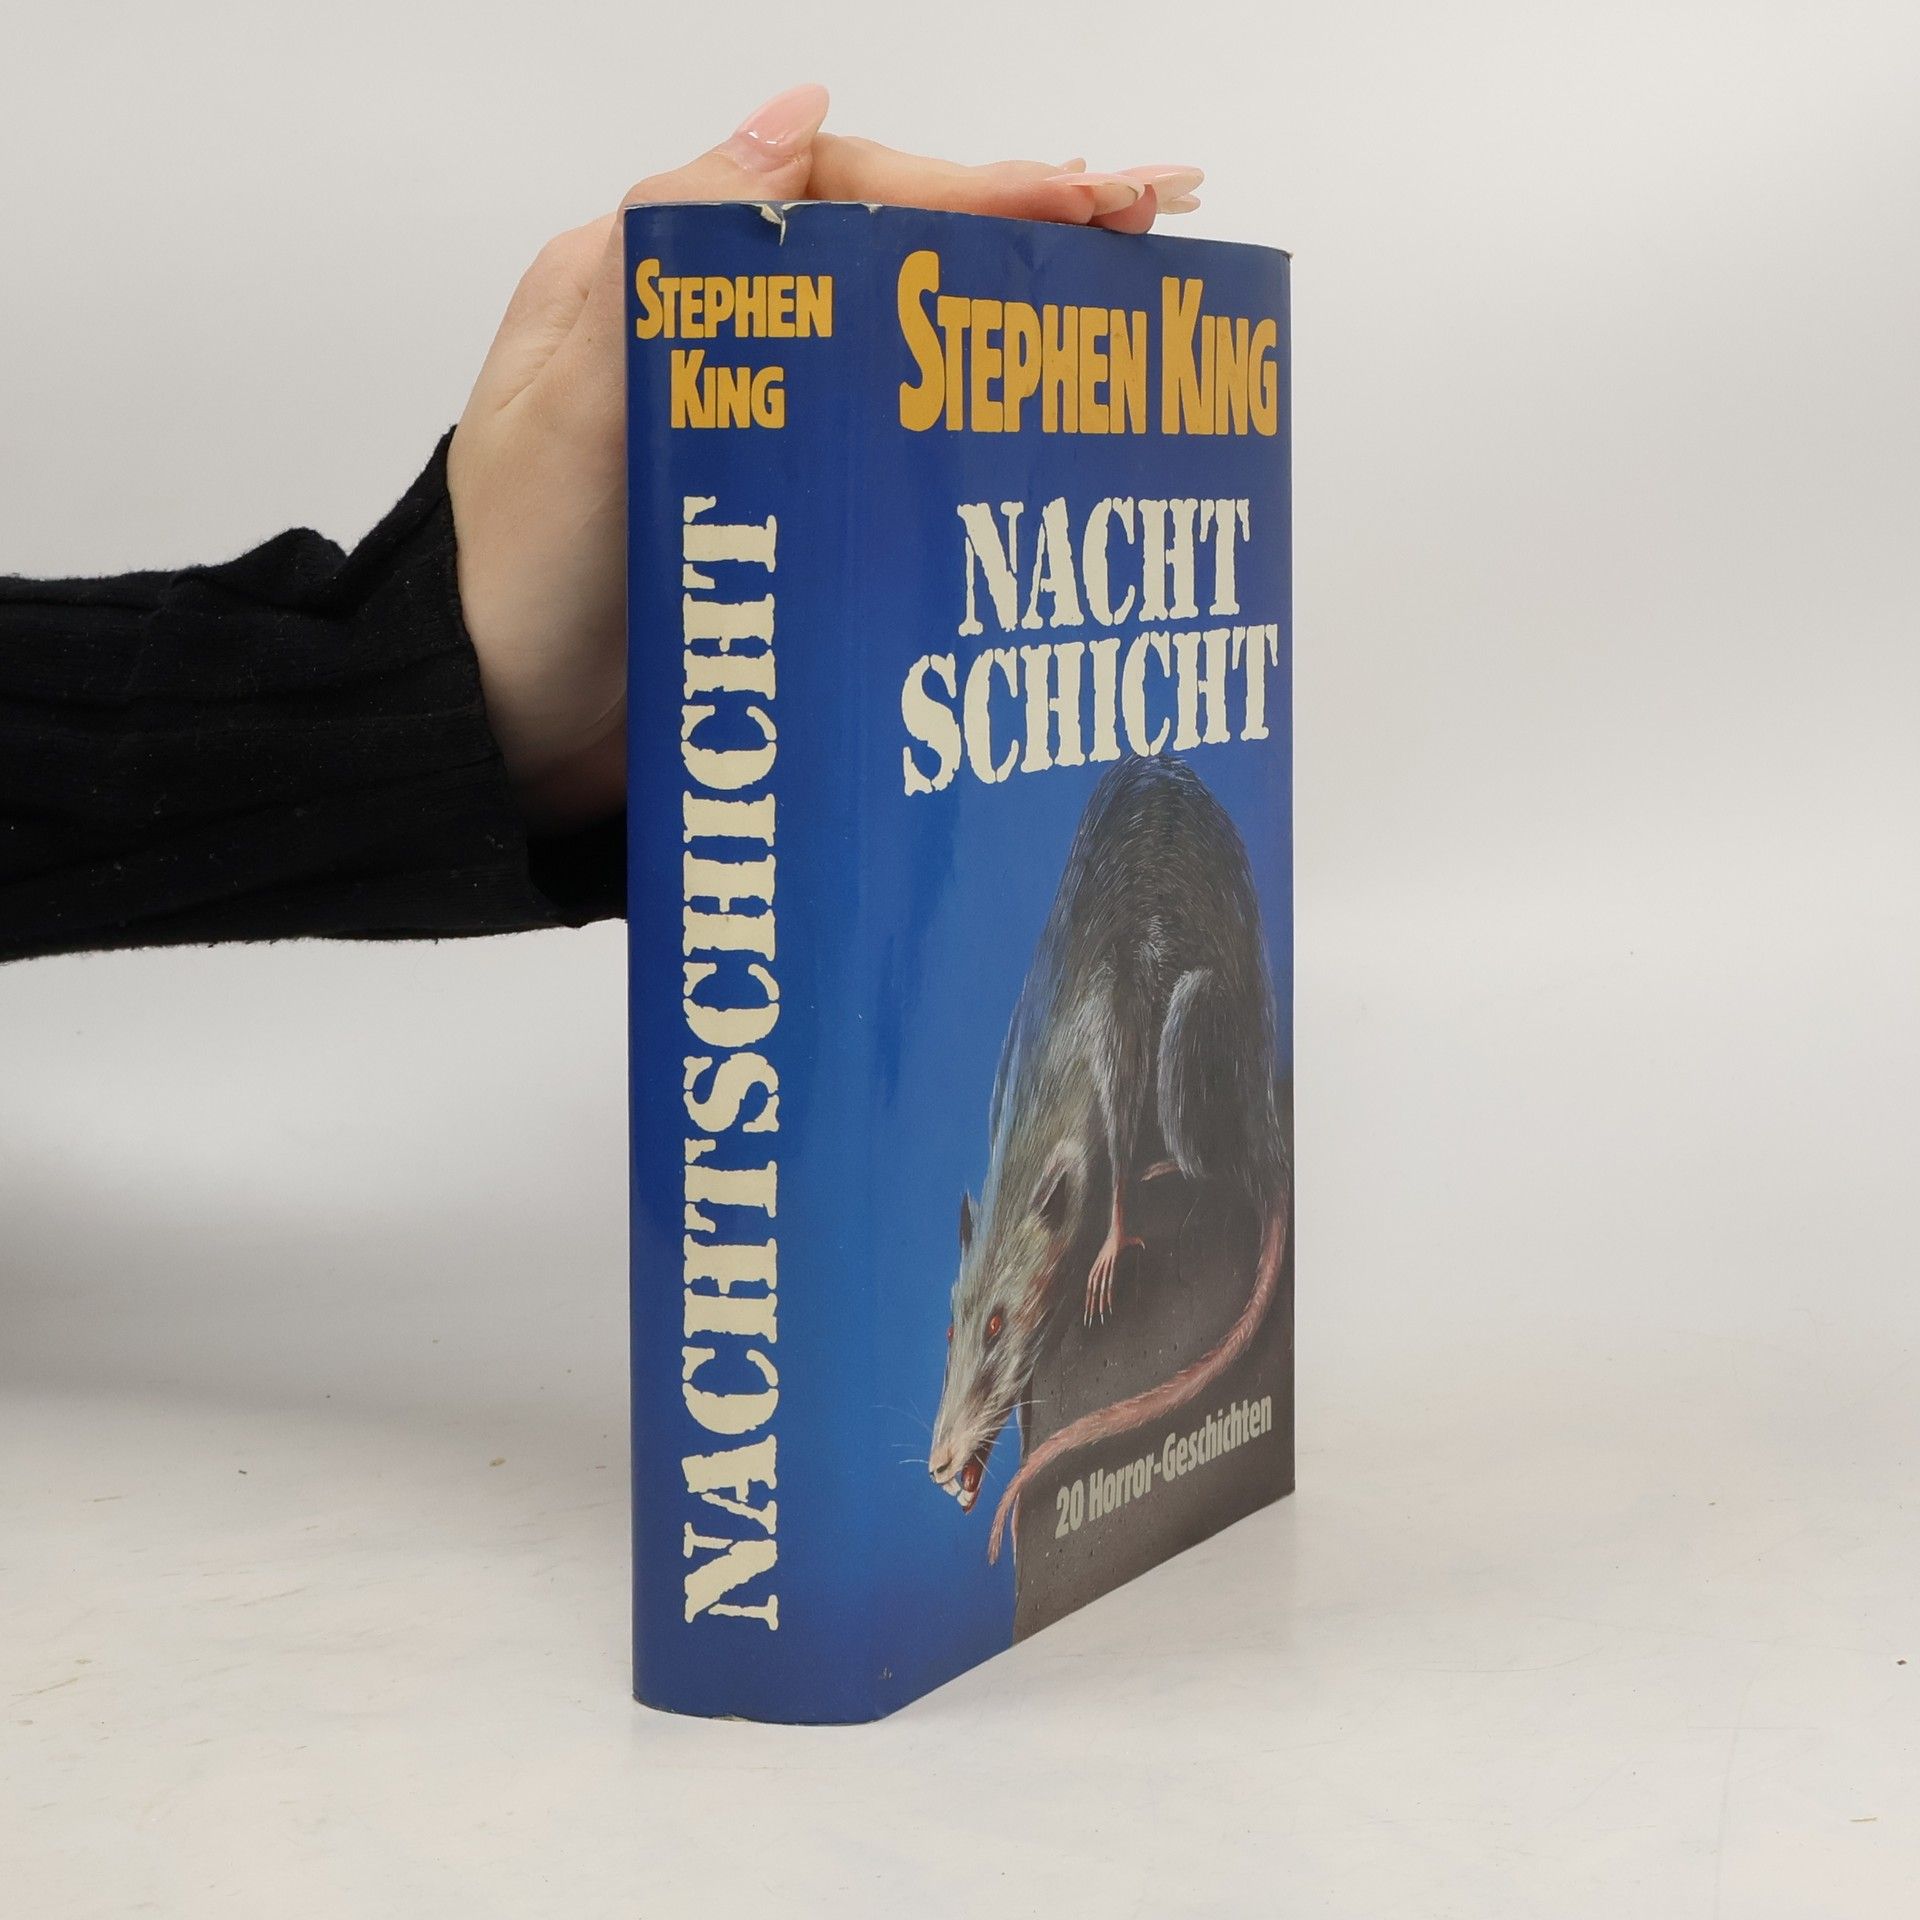 STEPHEN
KING
NACHTSCHICHT
STEPHEN KING
NACHT
SCHICHT
20 Horror-Geschichten